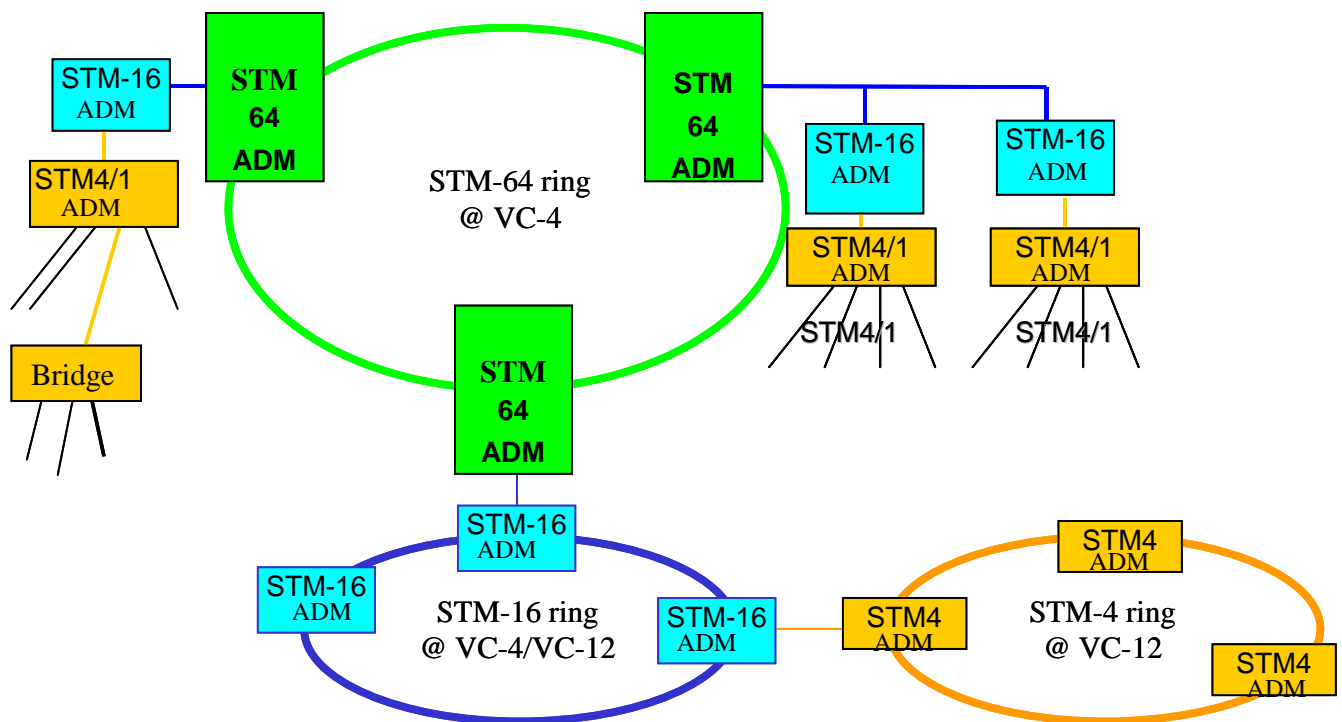 STM-16
ADM
STM
64
ADM
STM
64
ADM
STM-16
ADM
STM-16
ADM
STM4/1
ADM
STM-64 ring
@ VC-4
STM4/1
ADM
STM4/1
ADM
STM4/1
STM4/1
Bridge
STM
64
ADM
STM-16
ADM
STM-16
ADM
STM-16 ring
@ VC-4/VC-12
STM-16
ADM
STM4
ADM
STM4
ADM
STM-4 ring
@ VC-12
STM4
ADM